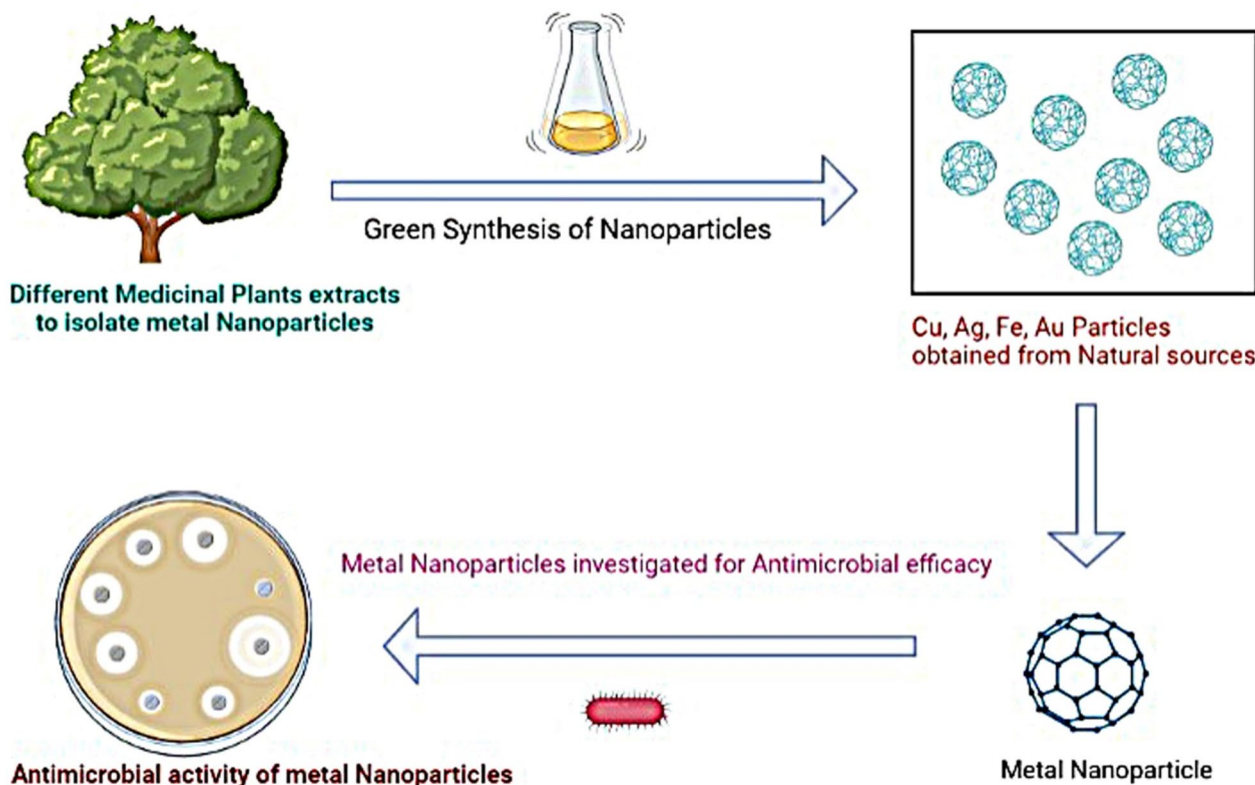 Green Synthesis of Nanoparticles
Different Medicinal Plants extracts
to isolate metal Nanoparticles
Cu, Ag, Fe, Au Particles
obtained from Natural sources
Metal Nanoparticles investigated for Antimicrobial efficacy
Metal Nanoparticle
Antimicrobial activity of metal Nanoparticles